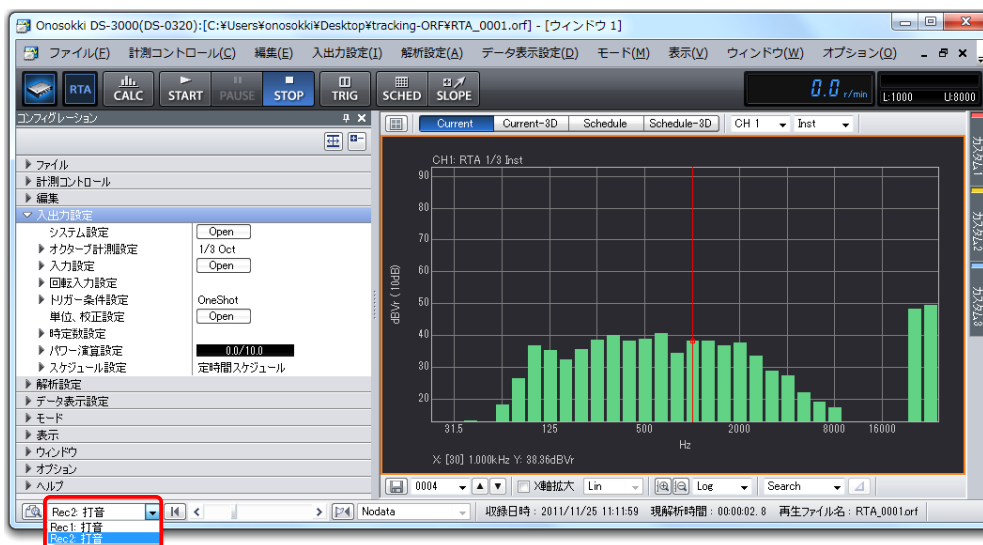 Onosokki DS-3000(DS-0320):[C:¥Users¥onosokki¥Desktop¥tracking-ORF¥RTA_0001.orf] - [ウィンドウ 1]
ファイル(F) 計測コントロール(C) 編集(E) 入出力設定(I) 解析設定(A) データ表示設定(D) モード(M) 表示(V) ウィンドウ(W) オプション(O)
RTA CALC START PAUSE STOP TRIG SCHED SLOPE 0.0 r/min L:1000 U:8000
コンフィグレーション
Current Current-3D Schedule Schedule-3D CH 1 Inst
ファイル
計測コントロール
編集
入出力設定
システム設定 Open
オクターブ計測設定 1/3 Oct
入力設定 Open
回転入力設定
トリガー条件設定 OneShot
単位、校正設定 Open
時定数設定
パワー演算設定 0.0/10.0
スケジュール設定 定時間スケジュール
解析設定
データ表示設定
モード
表示
ウィンドウ
オプション
ヘルプ
CH1: RTA 1/3 Inst
90
80
70
60
50
40
30
20
dBVr (10dB)
31.5 125 500 2000 8000 16000
Hz
X: [30] 1.000kHz Y: 38.36dBVr
カスタム1
カスタム2
カスタム3
0004 X軸拡大 Lin Log Search
Rec2: 打音 Nodata 収録日時：2011/11/25 11:11:59 現解析時間：00:00:02. 8 再生ファイル名：RTA_0001.orf
Rec1: 打音
Rec2: 打音